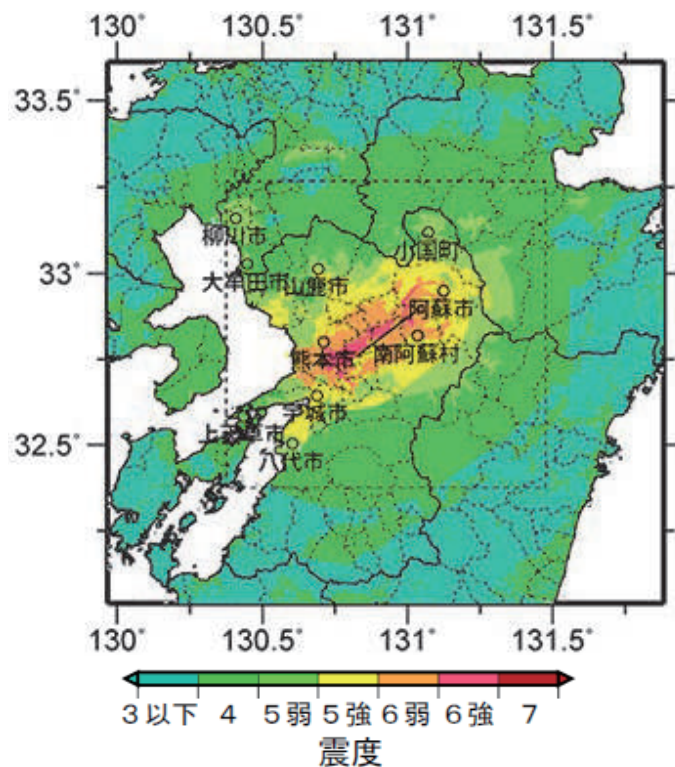 130° 130.5° 131° 131.5°
33.5°
柳川市
小国町
33°
大牟田市
山鹿市
阿蘇市
熊本市
南阿蘇村
宇城市
32.5°
上天草市
八代市
130° 130.5° 131° 131.5°
3以下 4 5弱 5強 6弱 6強 7
震度